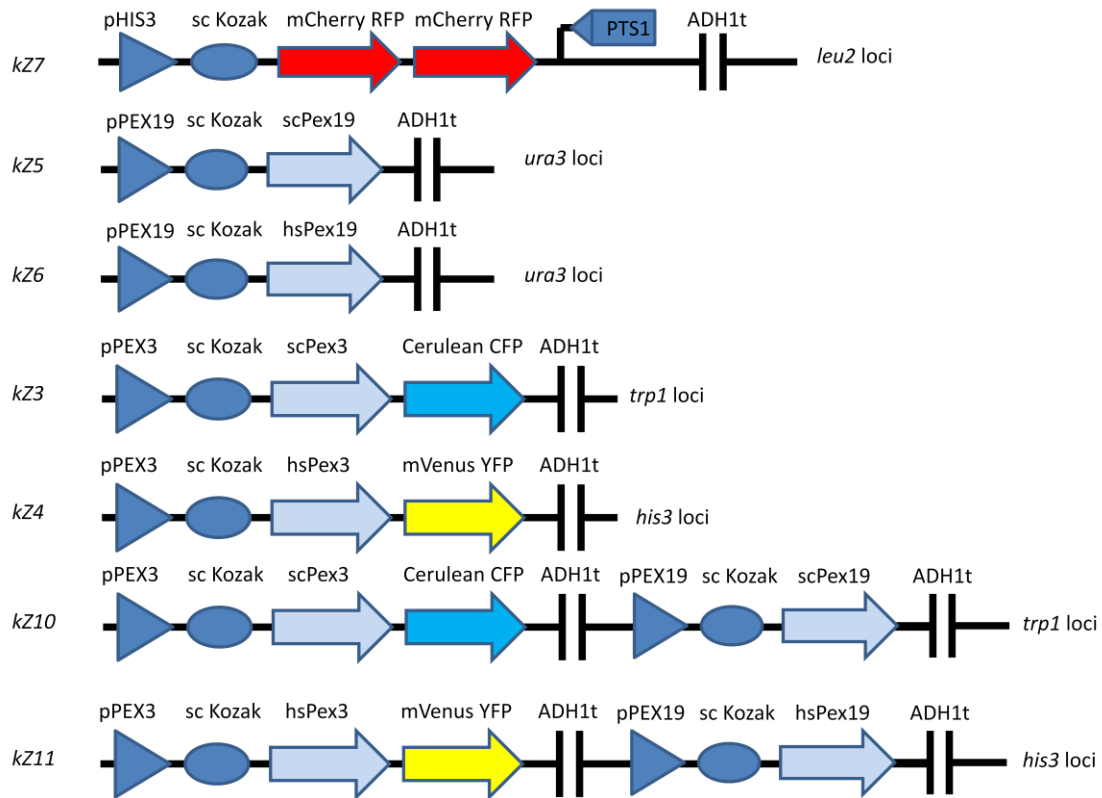 pHIS3 sc Kozak mCherry RFP mCherry RFP PTS1 ADH1t
kZ7 leu2 loci
pPEX19 sc Kozak scPex19 ADH1t
kZ5 ura3 loci
pPEX19 sc Kozak hsPex19 ADH1t
kZ6 ura3 loci
pPEX3 sc Kozak scPex3 Cerulean CFP ADH1t
kZ3 trp1 loci
pPEX3 sc Kozak hsPex3 mVenus YFP ADH1t
kZ4 his3 loci
pPEX3 sc Kozak scPex3 Cerulean CFP ADH1t pPEX19 sc Kozak scPex19 ADH1t
kZ10 trp1 loci
pPEX3 sc Kozak hsPex3 mVenus YFP ADH1t pPEX19 sc Kozak hsPex19 ADH1t
kZ11 his3 loci